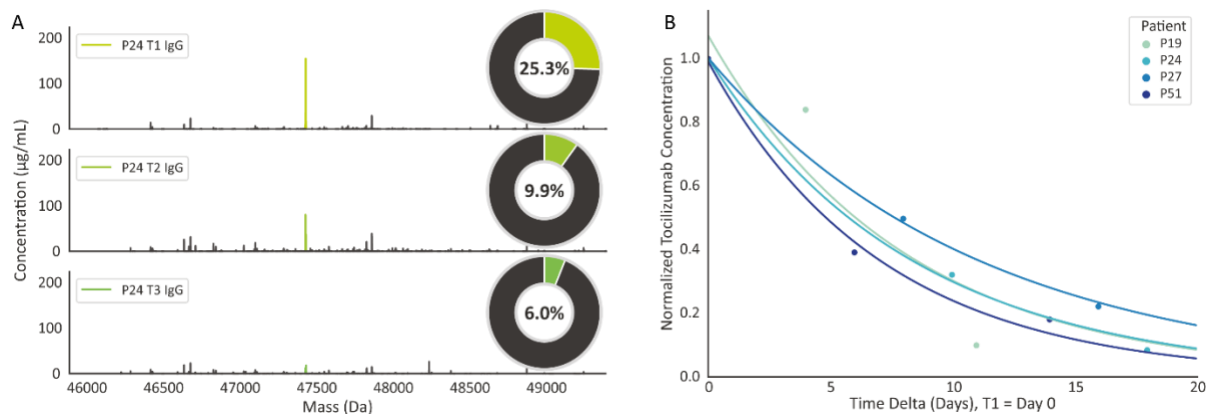 A
Concentration (µg/mL)
200
100
0
P24 T1 IgG
25.3%
200
100
0
P24 T2 IgG
9.9%
200
100
0
P24 T3 IgG
6.0%
46000 46500 47000 47500 48000 48500 49000
Mass (Da)
B
Normalized Tocilizumab Concentration
1.0
0.8
0.6
0.4
0.2
0.0
Patient
P19
P24
P27
P51
0 5 10 15 20
Time Delta (Days), T1 = Day 0